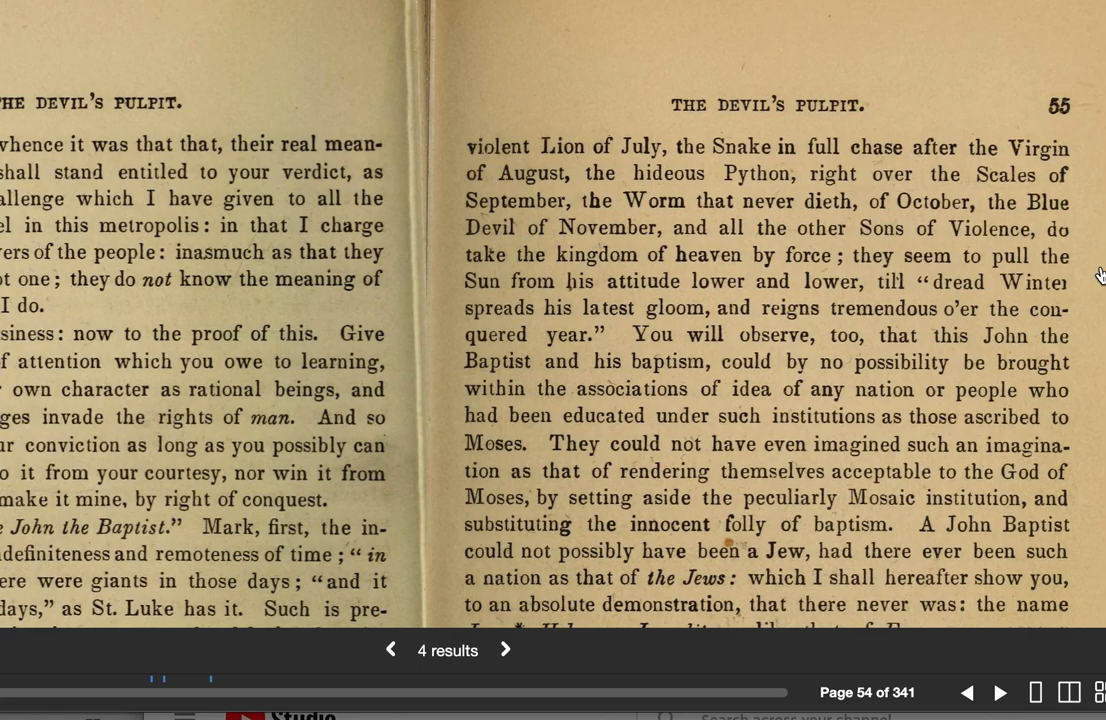 THE DEVIL'S PULPIT.
whence it was that that, their real mean-
shall stand entitled to your verdict, as
allenge which I have given to all the
el in this metropolis: in that I charge
vers of the people: inasmuch as that they
ot one; they do not know the meaning of
I do.
siness: now to the proof of this. Give
f attention which you owe to learning,
own character as rational beings, and
ges invade the rights of man. And so
ur conviction as long as you possibly can
o it from your courtesy, nor win it from
make it mine, by right of conquest.
e John the Baptist." Mark, first, the in-
definiteness and remoteness of time; "in
ere were giants in those days; "and it
days," as St. Luke has it. Such is pre-
THE DEVIL'S PULPIT. 55
violent Lion of July, the Snake in full chase after the Virgin
of August, the hideous Python, right over the Scales of
September, the Worm that never dieth, of October, the Blue
Devil of November, and all the other Sons of Violence, do
take the kingdom of heaven by force; they seem to pull the
Sun from his attitude lower and lower, till "dread Winter
spreads his latest gloom, and reigns tremendous o'er the con-
quered year." You will observe, too, that this John the
Baptist and his baptism, could by no possibility be brought
within the associations of idea of any nation or people who
had been educated under such institutions as those ascribed to
Moses. They could not have even imagined such an imagina-
tion as that of rendering themselves acceptable to the God of
Moses, by setting aside the peculiarly Mosaic institution, and
substituting the innocent folly of baptism. A John Baptist
could not possibly have been a Jew, had there ever been such
a nation as that of the Jews: which I shall hereafter show you,
to an absolute demonstration, that there never was: the name
4 results
Page 54 of 341
Studio
Search across your channel